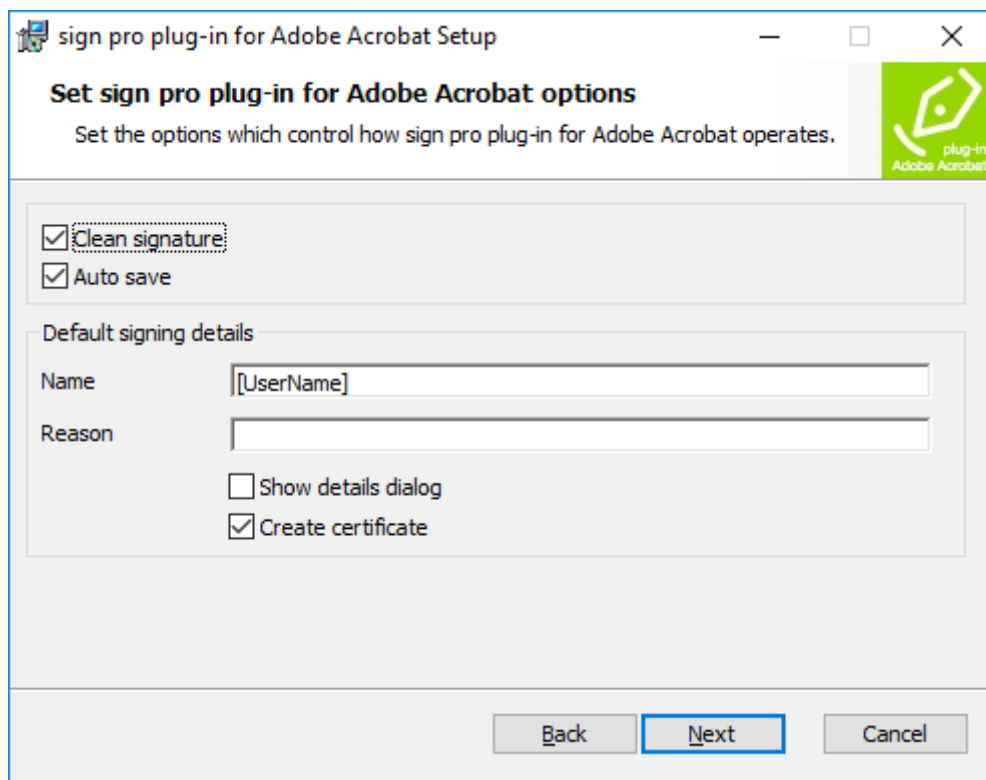 sign pro plug-in for Adobe Acrobat Setup
Set sign pro plug-in for Adobe Acrobat options
Set the options which control how sign pro plug-in for Adobe Acrobat operates.
plug-in
Adobe Acrobat
Clean signature
Auto save
Default signing details
Name
[UserName]
Reason
Show details dialog
Create certificate
Back
Next
Cancel